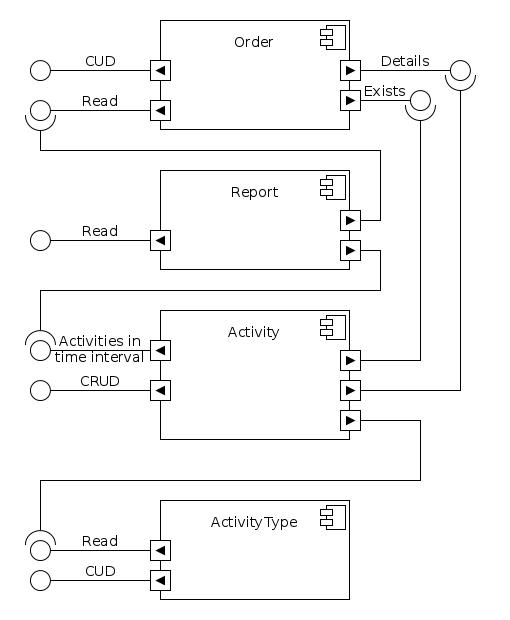 Order
CUD
Details
Read
Exists
Report
Read
Activity
Activities in
time interval
CRUD
ActivityType
Read
CUD